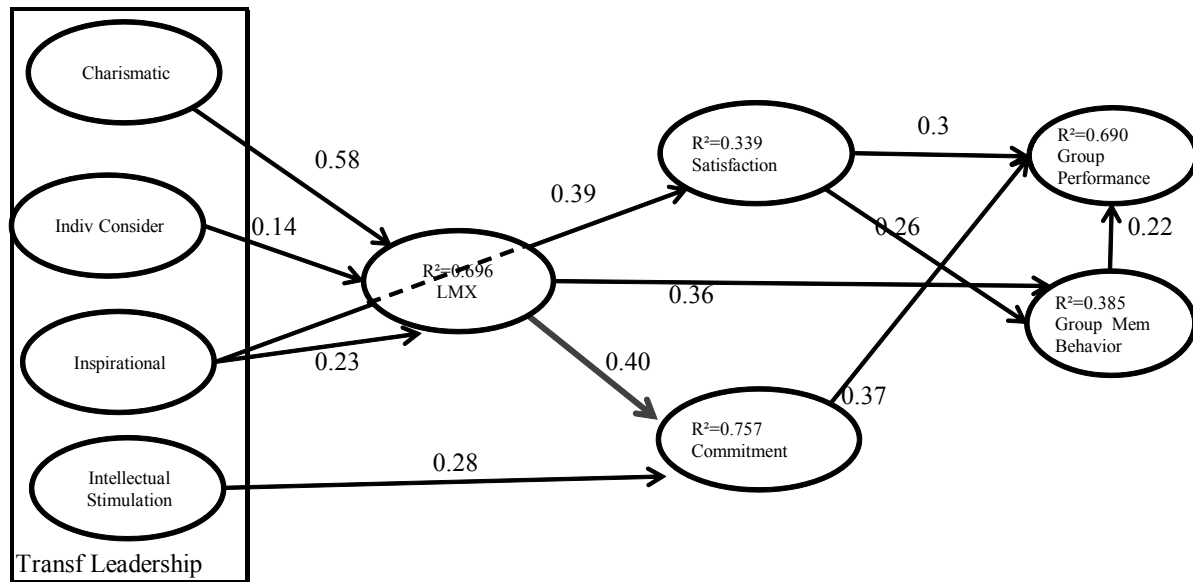 Charismatic
0.58
Indiv Consider
0.14
Inspirational
0.23
Intellectual
Stimulation
0.28
Transf Leadership
R²=0.696
LMX
0.39
0.36
0.40
R²=0.339
Satisfaction
0.3
0.26
R²=0.757
Commitment
0.37
R²=0.690
Group
Performance
0.22
R²=0.385
Group Mem
Behavior